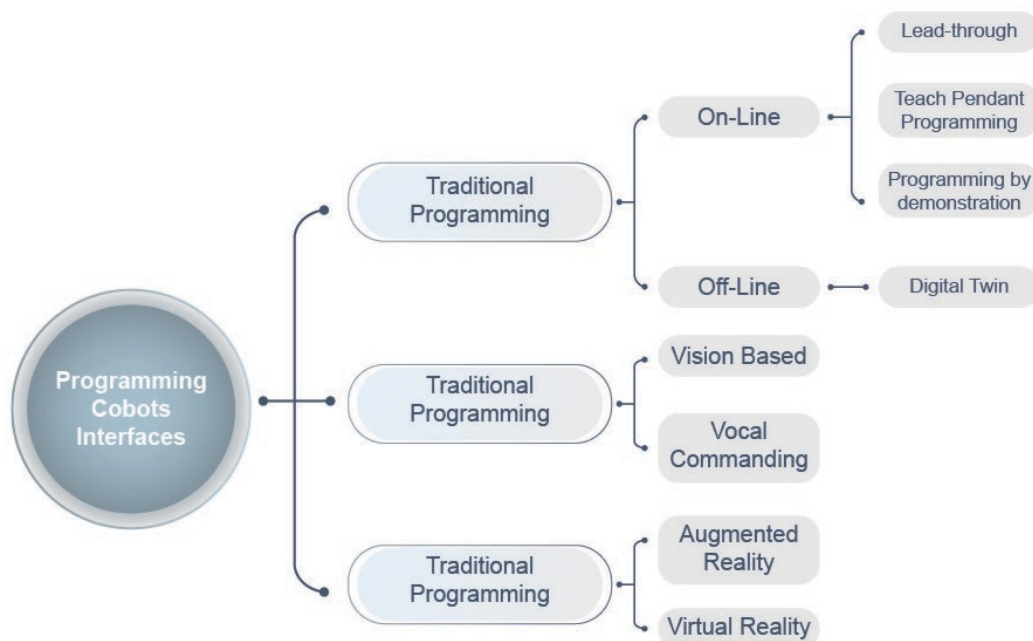 Programming
Cobots
Interfaces
Traditional
Programming
On-Line
Lead-through
Teach Pendant
Programming
Programming by
demonstration
Off-Line
Digital Twin
Traditional
Programming
Vision Based
Vocal
Commanding
Traditional
Programming
Augmented
Reality
Virtual Reality